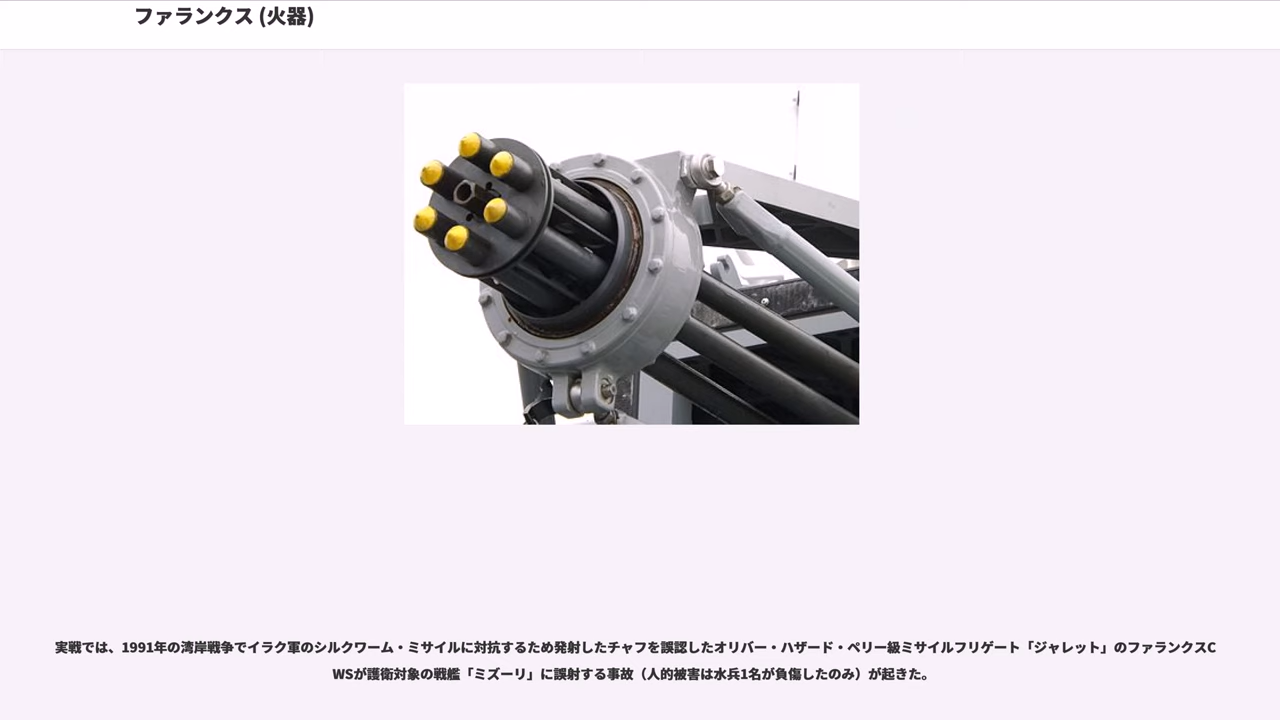 ファランクス (火器)
実戦では、1991年の湾岸戦争でイラク軍のシルクワーム・ミサイルに対抗するため発射したチャフを誤認したオリバー・ハザード・ペリー級ミサイルフリゲート「ジャレット」のファランクスC
WSが護衛対象の戦艦「ミズーリ」に誤射する事故（人的被害は水兵1名が負傷したのみ）が起きた。